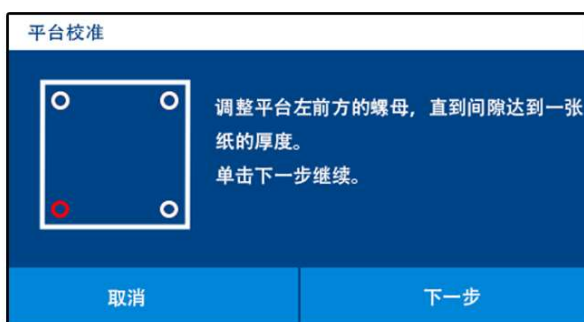 平台校准
调整平台左前方的螺母，直到间隙达到一张
纸的厚度。
单击下一步继续。
取消
下一步